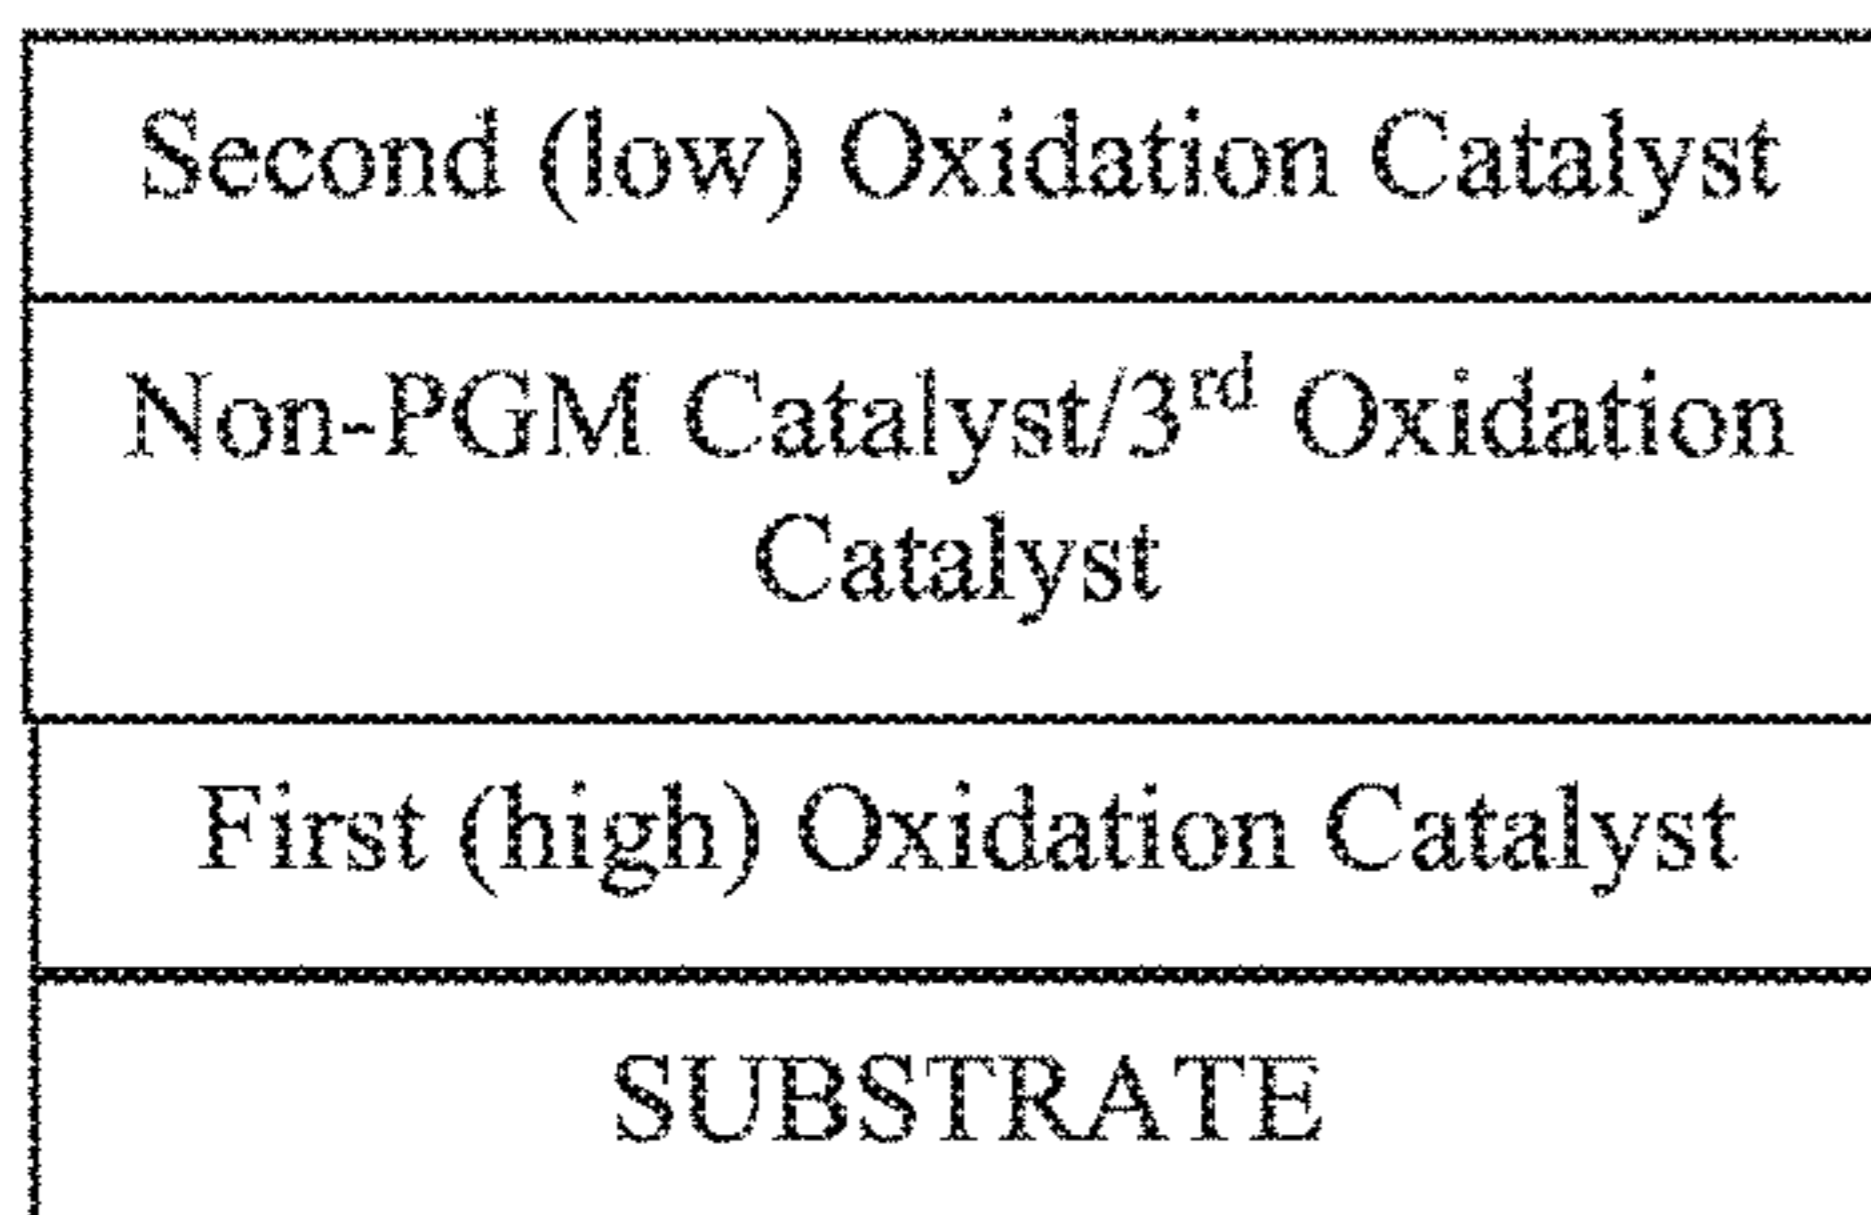 Second (low) Oxidation Catalyst
Non-PGM Catalyst/3rd Oxidation
Catalyst
First (high) Oxidation Catalyst
SUBSTRATE